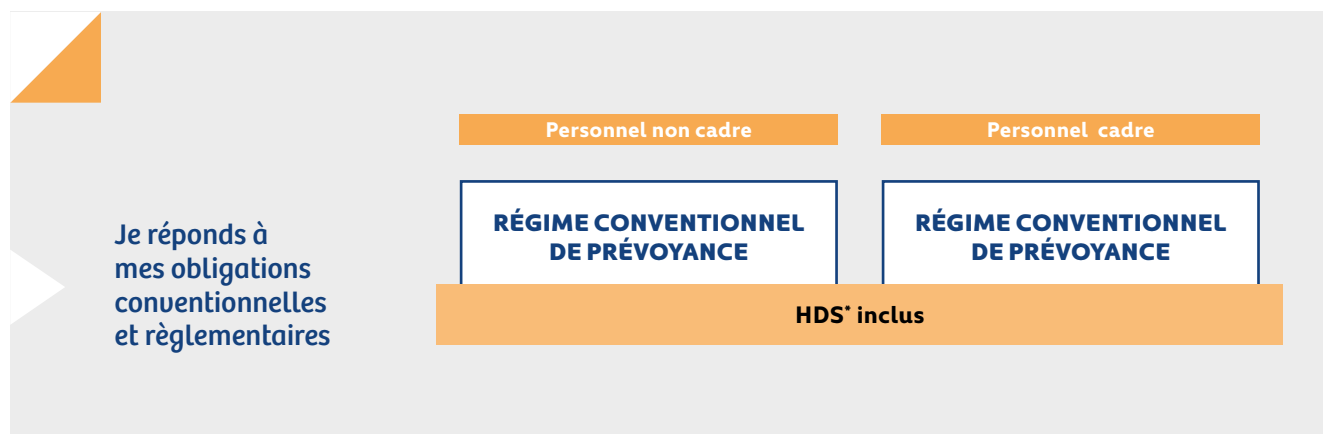 Personnel non cadre
Personnel cadre
Je réponds à
mes obligations
conventionnelles
et règlementaires
RÉGIME CONVENTIONNEL
DE PRÉVOYANCE
RÉGIME CONVENTIONNEL
DE PRÉVOYANCE
HDS* inclus